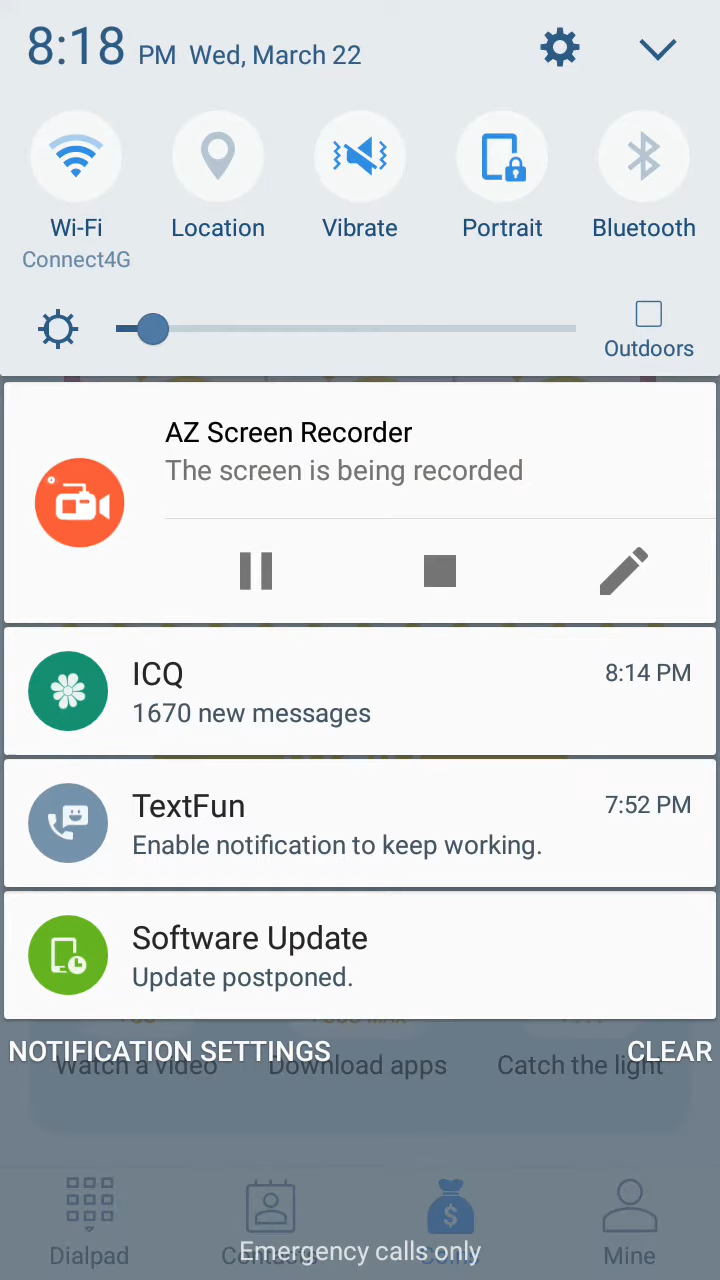 8:18 PM Wed, March 22
Wi-Fi Location Vibrate Portrait Bluetooth
Connect4G
Outdoors
AZ Screen Recorder
The screen is being recorded
ICQ 8:14 PM
1670 new messages
TextFun 7:52 PM
Enable notification to keep working.
Software Update
Update postponed.
NOTIFICATION SETTINGS CLEAR
Watch a video Download apps Catch the light
Dialpad Contacts Coins Mine
Emergency calls only